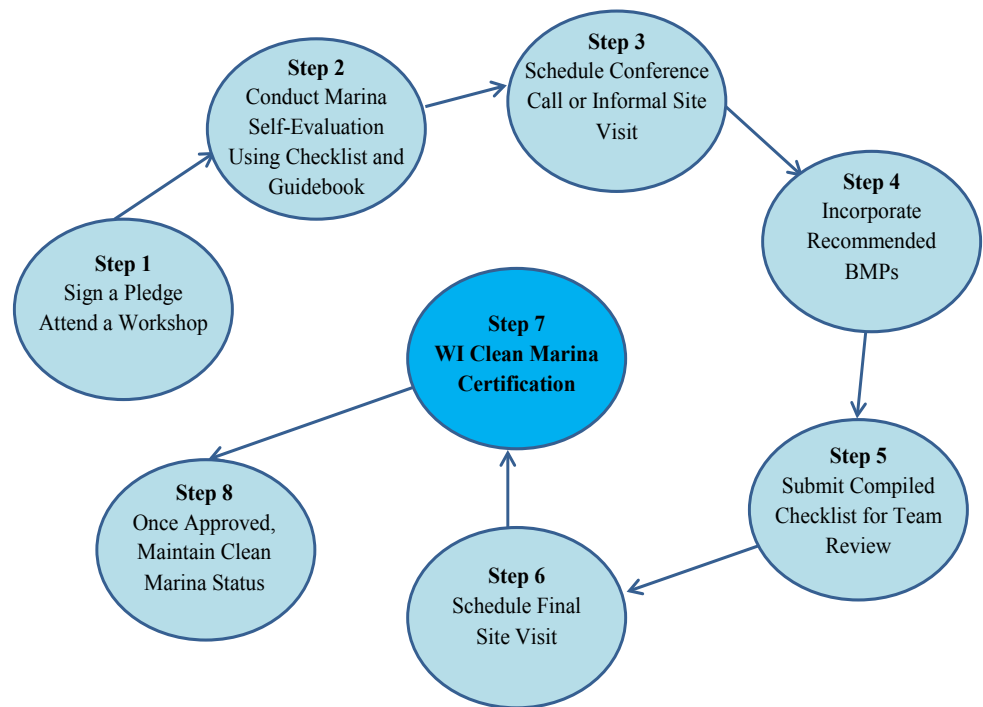 Step 1
Sign a Pledge
Attend a Workshop
Step 2
Conduct Marina
Self-Evaluation
Using Checklist and
Guidebook
Step 3
Schedule Conference
Call or Informal Site
Visit
Step 4
Incorporate
Recommended
BMPs
Step 5
Submit Compiled
Checklist for Team
Review
Step 6
Schedule Final
Site Visit
Step 7
WI Clean Marina
Certification
Step 8
Once Approved,
Maintain Clean
Marina Status